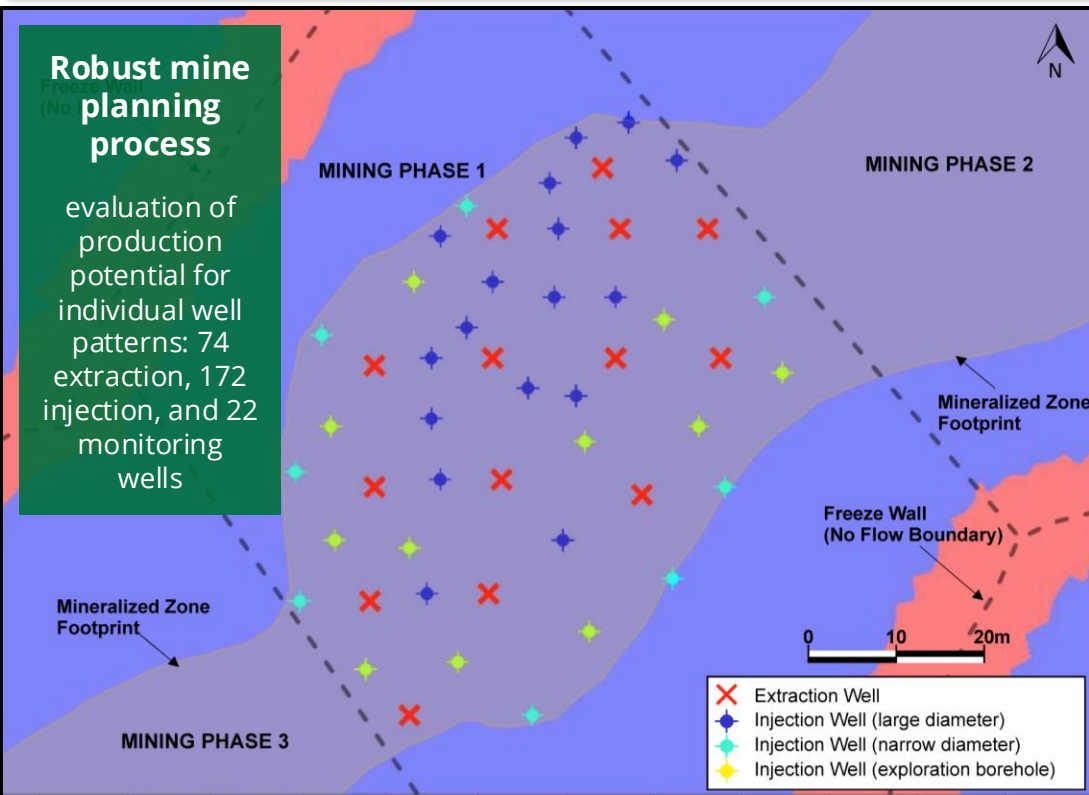 Robust mine
planning
process
evaluation of
production
potential for
individual well
patterns: 74
extraction, 172
injection, and 22
monitoring
wells
Freeze Wall
(No F
N
MINING PHASE 1
MINING PHASE 2
Mineralized Zone
Footprint
Freeze Wall
(No Flow Boundary)
Mineralized Zone
Footprint
MINING PHASE 3
0 10 20m
Extraction Well
Injection Well (large diameter)
Injection Well (narrow diameter)
Injection Well (exploration borehole)